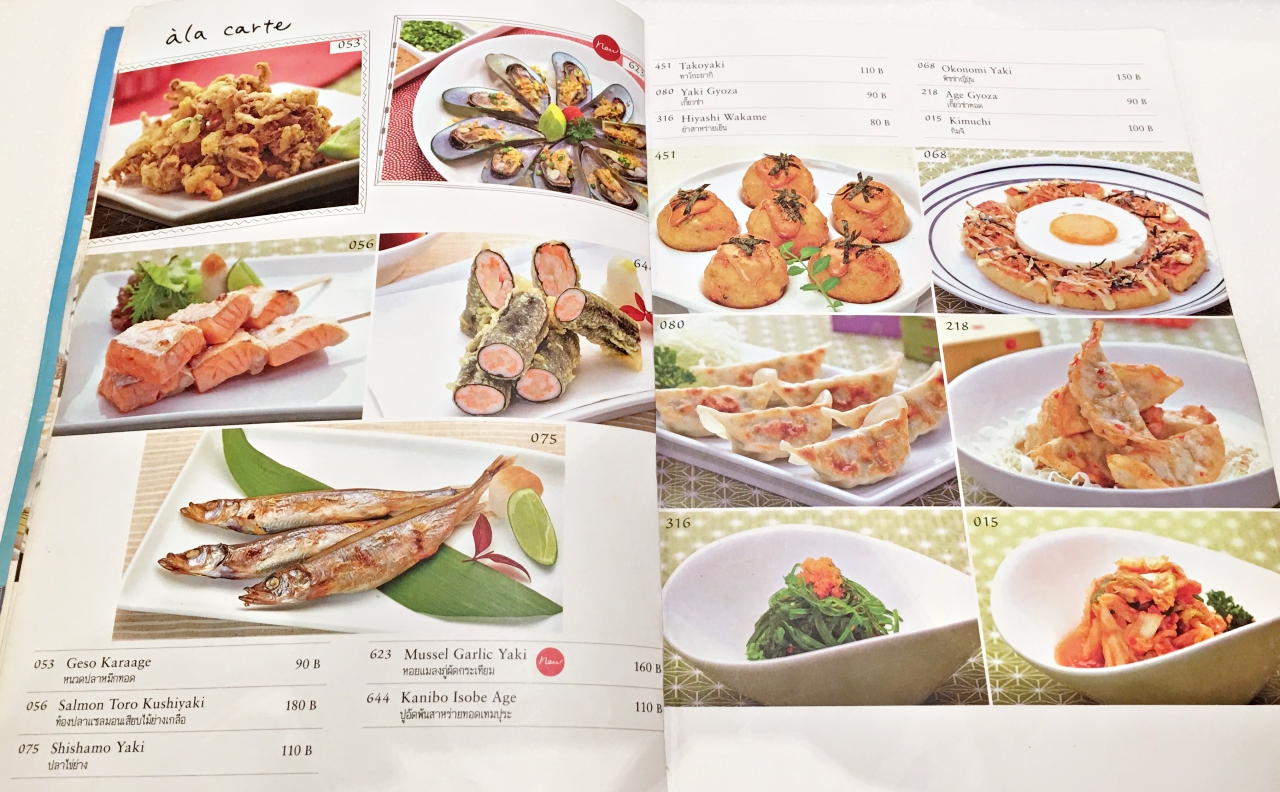 àla carte
053
New
623
056
644
075
053 Geso Karaage 90 B
หนวดปลาหมึกทอด
056 Salmon Toro Kushiyaki 180 B
ท้องปลาแซลมอนเสียบไม้ย่างเกลือ
075 Shishamo Yaki 110 B
ปลาไข่ย่าง
623 Mussel Garlic Yaki New 160 B
หอยแมลงภู่ผัดกระเทียม
644 Kanibo Isobe Age 110 B
ปูอัดพันสาหร่ายทอดเทมปุระ
451 Takoyaki 110 B
ทาโกะยากิ
080 Yaki Gyoza 90 B
เกี๊ยวซ่า
316 Hiyashi Wakame 80 B
ยำสาหร่ายเย็น
068 Okonomi Yaki 150 B
พิซซ่าญี่ปุ่น
218 Age Gyoza 90 B
เกี๊ยวซ่าทอด
015 Kimuchi 100 B
กิมจิ
451
068
080
218
316
015